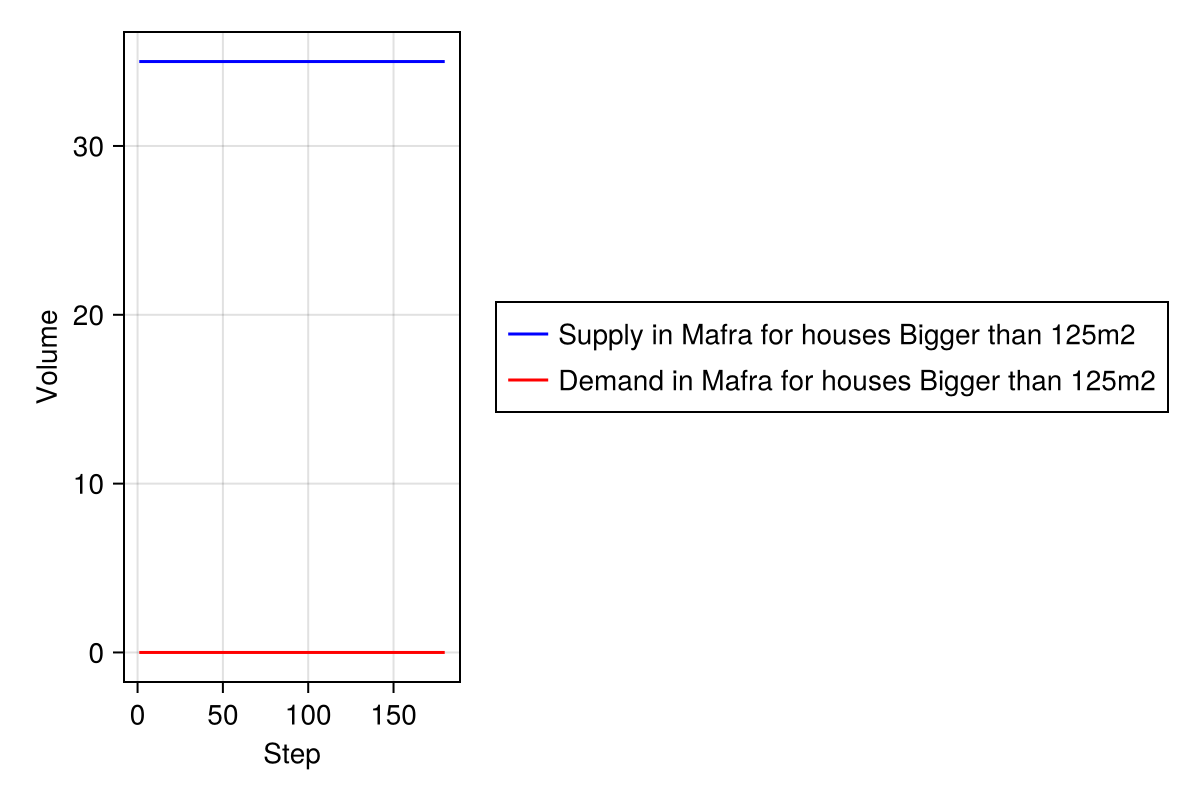 30
20
10
0
Volume
0 50 100 150
Step
Supply in Mafra for houses Bigger than 125m2
Demand in Mafra for houses Bigger than 125m2